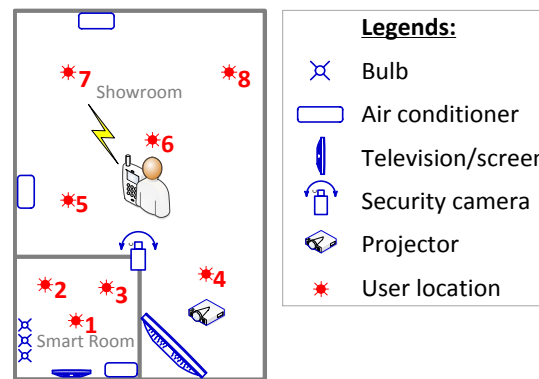 7
8
Showroom
6
5
4
2
3
1
Smart Room
Legends:
Bulb
Air conditioner
Television/screen
Security camera
Projector
User location